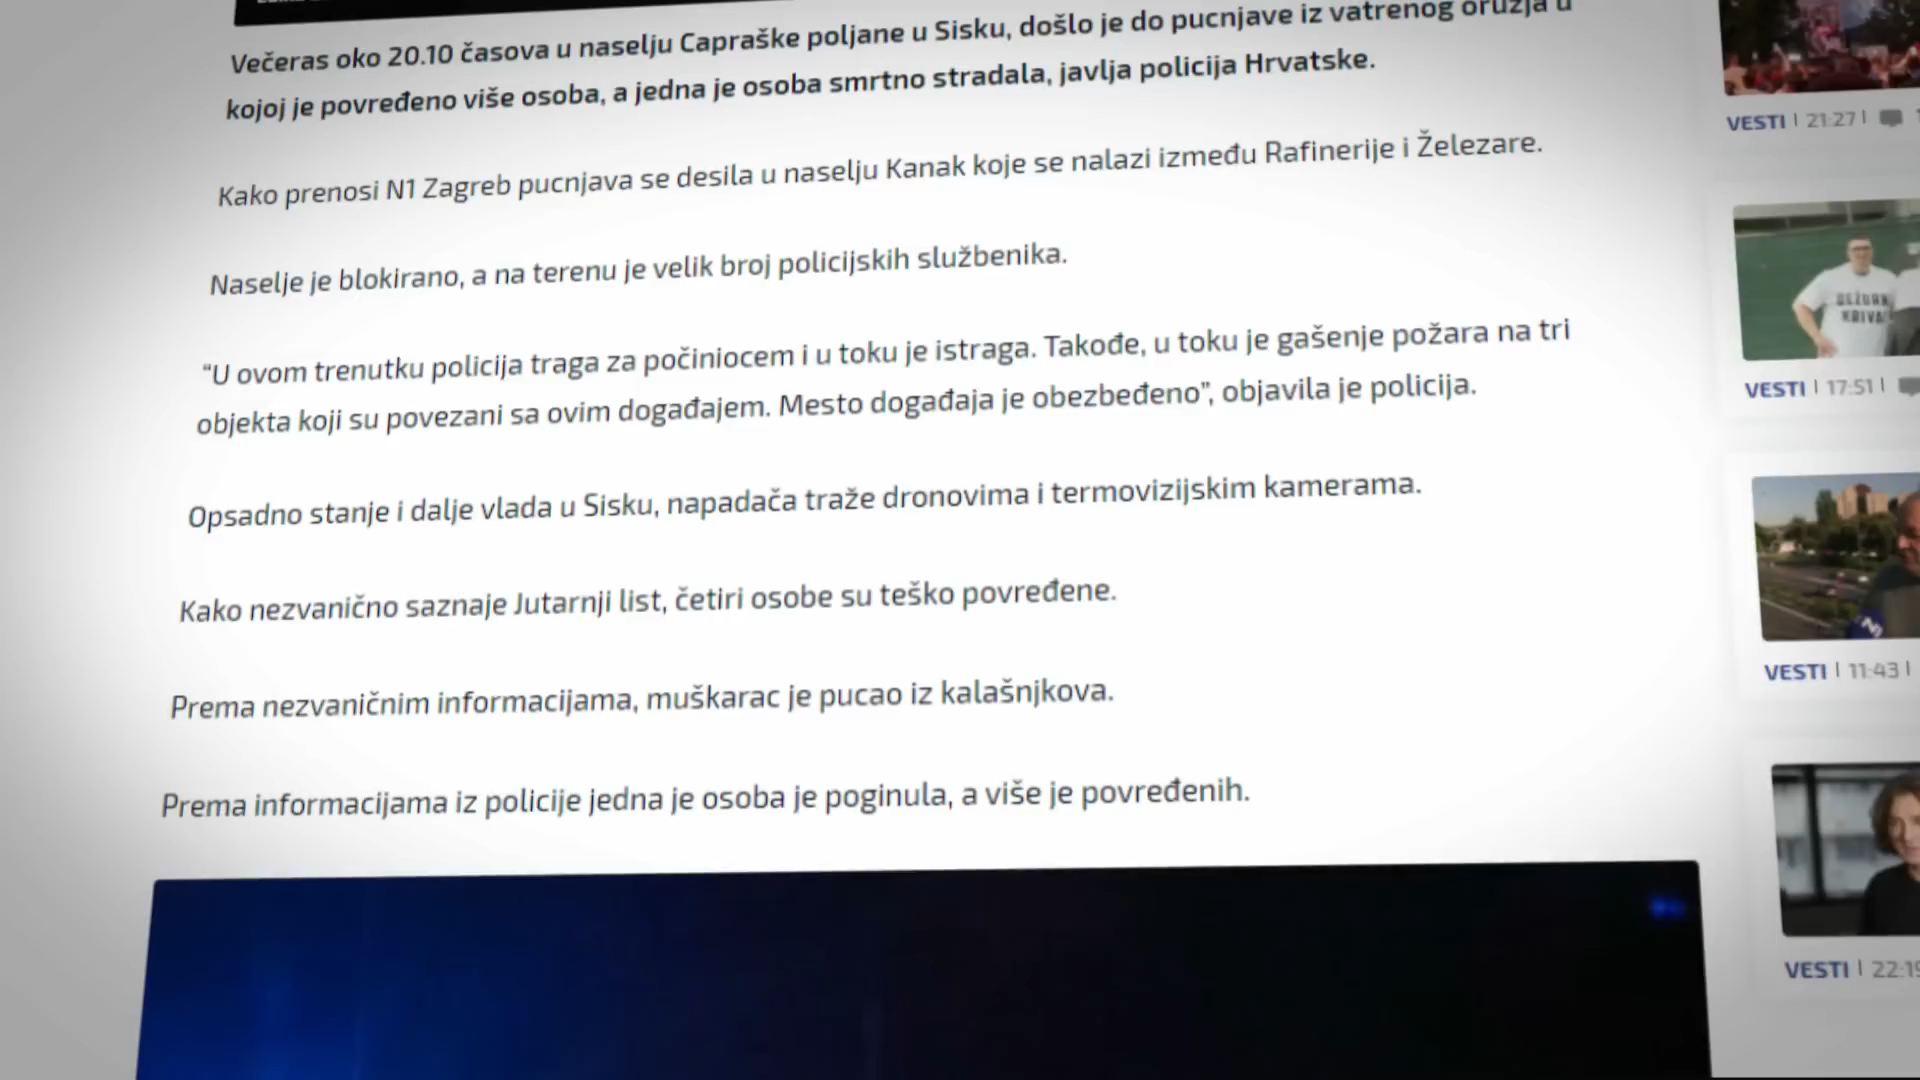 Večeras oko 20.10 časova u naselju Capraške poljane u Sisku, došlo je do pucnjave iz vatrenog oružja u
kojoj je povređeno više osoba, a jedna je osoba smrtno stradala, javlja policija Hrvatske.
Kako prenosi N1 Zagreb pucnjava se desila u naselju Kanak koje se nalazi između Rafinerije i Železare.
Naselje je blokirano, a na terenu je velik broj policijskih službenika.
“U ovom trenutku policija traga za počiniocem i u toku je istraga. Takođe, u toku je gašenje požara na tri
objekta koji su povezani sa ovim događajem. Mesto događaja je obezbeđeno”, objavila je policija.
Opsadno stanje i dalje vlada u Sisku, napadača traže dronovima i termovizijskim kamerama.
Kako nezvanično saznaje Jutarnji list, četiri osobe su teško povređene.
Prema nezvaničnim informacijama, muškarac je pucao iz kalašnjkova.
Prema informacijama iz policije jedna je osoba je poginula, a više je povređenih.
VESTI | 21:27 |
VESTI | 17:51 |
N1
VESTI | 11:43 |
VESTI | 22:19